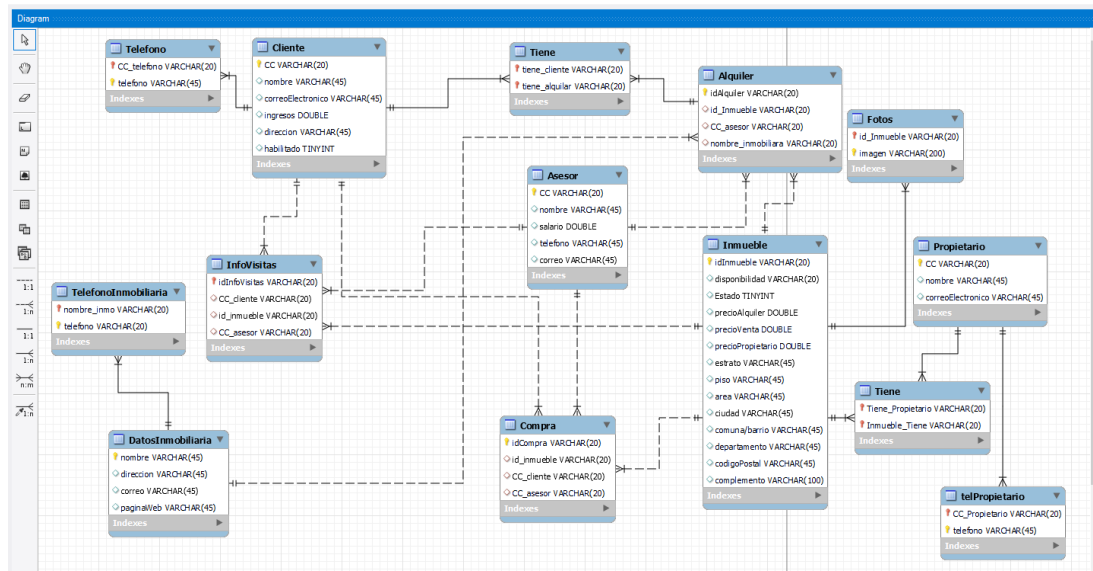 Diagram
Telefono
CC_telefono VARCHAR(20)
telefono VARCHAR(45)
Indexes
Cliente
CC VARCHAR(20)
nombre VARCHAR(45)
correoElectronico VARCHAR(45)
ingresos DOUBLE
direccion VARCHAR(45)
habilitado TINYINT
Indexes
Tiene
tiene_cliente VARCHAR(20)
tiene_alquilar VARCHAR(20)
Indexes
Alquiler
idAlquiler VARCHAR(20)
id_Inmueble VARCHAR(20)
CC_asesor VARCHAR(20)
nombre_inmobiliara VARCHAR(20)
Indexes
Fotos
id_Inmueble VARCHAR(20)
imagen VARCHAR(200)
Indexes
Asesor
CC VARCHAR(20)
nombre VARCHAR(45)
salario DOUBLE
telefono VARCHAR(45)
correo VARCHAR(45)
Indexes
InfoVisitas
idInfoVisitas VARCHAR(20)
CC_cliente VARCHAR(20)
id_inmueble VARCHAR(20)
CC_asesor VARCHAR(20)
Indexes
Inmueble
idInmueble VARCHAR(20)
disponibilidad VARCHAR(20)
Estado TINYINT
precioAlquiler DOUBLE
precioVenta DOUBLE
precioPropietario DOUBLE
estrato VARCHAR(45)
piso VARCHAR(45)
area VARCHAR(45)
ciudad VARCHAR(45)
comuna/barrio VARCHAR(45)
departamento VARCHAR(45)
codigoPostal VARCHAR(45)
complemento VARCHAR(100)
Indexes
Propietario
CC VARCHAR(20)
nombre VARCHAR(45)
correoElectronico VARCHAR(45)
Indexes
TelefonoInmobiliaria
nombre_inmo VARCHAR(20)
telefono VARCHAR(20)
Indexes
Tiene
Tiene_Propietario VARCHAR(20)
Inmueble_Tiene VARCHAR(20)
Indexes
DatosInmobiliaria
nombre VARCHAR(45)
direccion VARCHAR(45)
correo VARCHAR(45)
paginaWeb VARCHAR(45)
Indexes
Compra
idCompra VARCHAR(20)
id_inmueble VARCHAR(20)
CC_cliente VARCHAR(20)
CC_asesor VARCHAR(20)
Indexes
telPropietario
CC_Propietario VARCHAR(20)
telefono VARCHAR(45)
Indexes
1:1
1:n
1:1
1:n
n:m
1:n